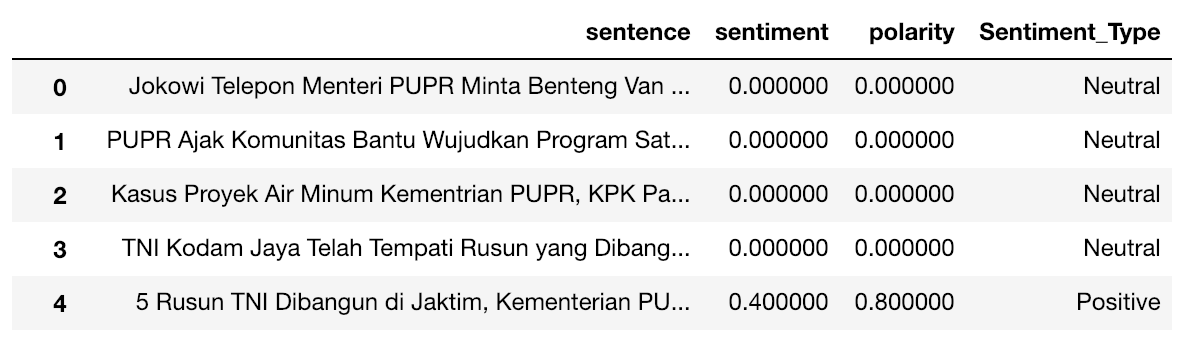 sentence sentiment polarity Sentiment_Type
0 Jokowi Telepon Menteri PUPR Minta Benteng Van ... 0.000000 0.000000 Neutral
1 PUPR Ajak Komunitas Bantu Wujudkan Program Sat... 0.000000 0.000000 Neutral
2 Kasus Proyek Air Minum Kementrian PUPR, KPK Pa... 0.000000 0.000000 Neutral
3 TNI Kodam Jaya Telah Tempati Rusun yang Dibang... 0.000000 0.000000 Neutral
4 5 Rusun TNI Dibangun di Jaktim, Kementerian PU... 0.400000 0.800000 Positive